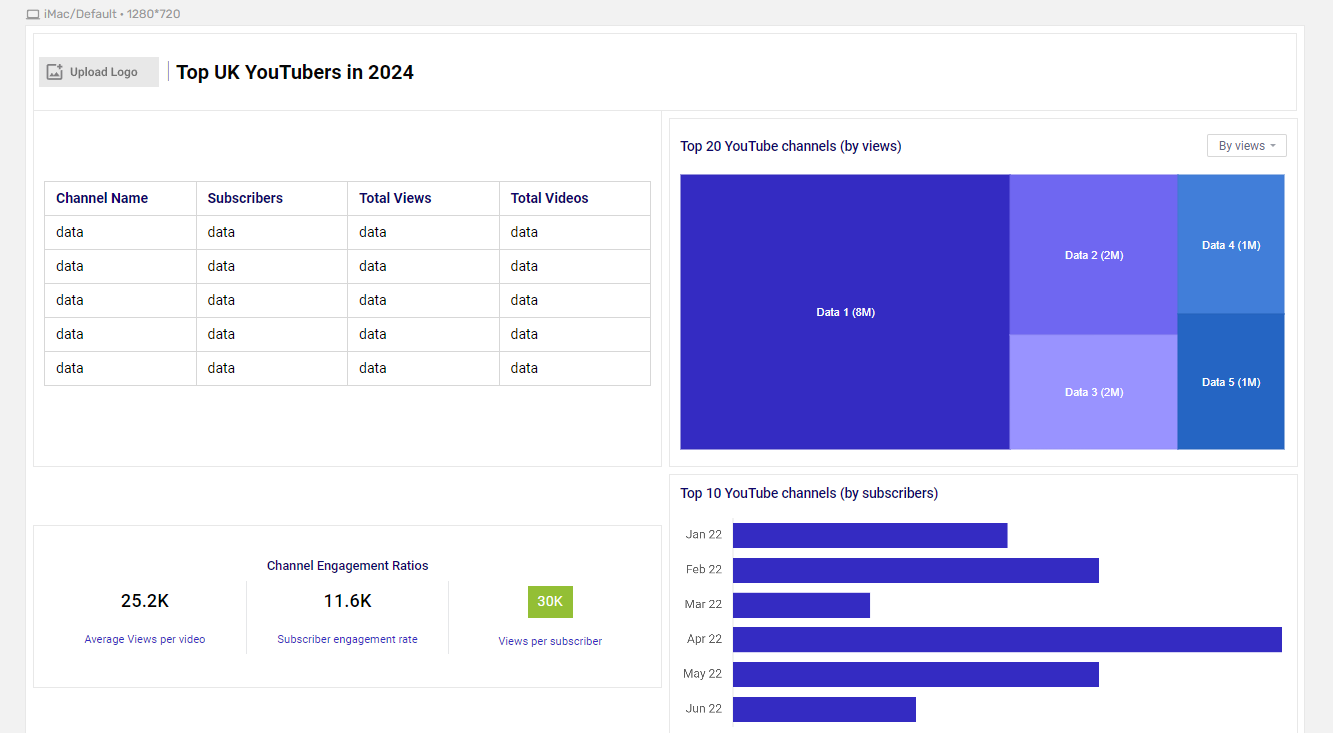 iMac/Default • 1280*720
Upload Logo
Top UK YouTubers in 2024
Channel Name Subscribers Total Views Total Videos
data data data data
data data data data
data data data data
data data data data
data data data data
Top 20 YouTube channels (by views)
By views
Data 1 (8M)
Data 2 (2M)
Data 3 (2M)
Data 4 (1M)
Data 5 (1M)
Channel Engagement Ratios
25.2K
Average Views per video
11.6K
Subscriber engagement rate
30K
Views per subscriber
Top 10 YouTube channels (by subscribers)
Jan 22
Feb 22
Mar 22
Apr 22
May 22
Jun 22